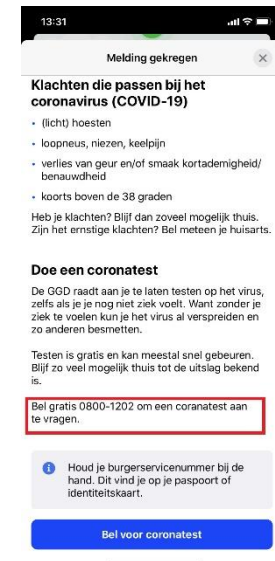 13:31
Melding gekregen
Klachten die passen bij het
coronavirus (COVID-19)
• (licht) hoesten
• loopneus, niezen, keelpijn
• verlies van geur en/of smaak kortademigheid/
benauwdheid
• koorts boven de 38 graden
Heb je klachten? Blijf dan zoveel mogelijk thuis.
Zijn het ernstige klachten? Bel meteen je huisarts.
Doe een coronatest
De GGD raadt aan je te laten testen op het virus,
zelfs als je je nog niet ziek voelt. Want zonder je
ziek te voelen kun je het virus al verspreiden en
zo anderen besmetten.
Testen is gratis en kan meestal snel gebeuren.
Blijf zo veel mogelijk thuis tot de uitslag bekend
is.
Bel gratis 0800-1202 om een coranatest aan
te vragen.
Houd je burgerservicenummer bij de
hand. Dit vind je op je paspoort of
identiteitskaart.
Bel voor coronatest